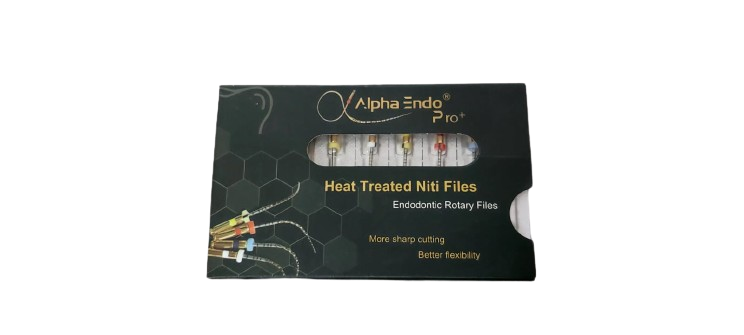 Alpha Endo®
Pro+
Heat Treated Niti Files
Endodontic Rotary Files
More sharp cutting
Better flexibility